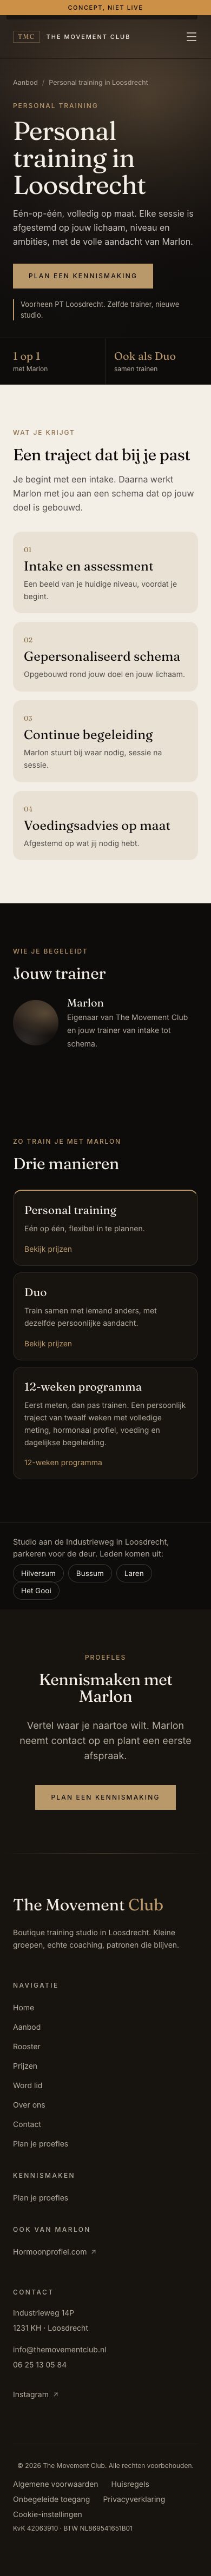 CONCEPT, NIET LIVE
TMC THE MOVEMENT CLUB
Aanbod / Personal training in Loosdrecht
PERSONAL TRAINING
Personal
training in
Loosdrecht
Eén-op-één, volledig op maat. Elke sessie is
afgestemd op jouw lichaam, niveau en
ambities, met de volle aandacht van Marlon.
PLAN EEN KENNISMAKING
Voorheen PT Loosdrecht. Zelfde trainer, nieuwe
studio.
1 op 1
met Marlon
Ook als Duo
samen trainen
WAT JE KRIJGT
Een traject dat bij je past
Je begint met een intake. Daarna werkt
Marlon met jou aan een schema dat op jouw
doel is gebouwd.
01
Intake en assessment
Een beeld van je huidige niveau, voordat je
begint.
02
Gepersonaliseerd schema
Opgebouwd rond jouw doel en jouw lichaam.
03
Continue begeleiding
Marlon stuurt bij waar nodig, sessie na
sessie.
04
Voedingsadvies op maat
Afgestemd op wat jij nodig hebt.
WIE JE BEGELEIDT
Jouw trainer
Marlon
Eigenaar van The Movement Club
en jouw trainer van intake tot
schema.
ZO TRAIN JE MET MARLON
Drie manieren
Personal training
Eén op één, flexibel in te plannen.
Bekijk prijzen
Duo
Train samen met iemand anders, met
dezelfde persoonlijke aandacht.
Bekijk prijzen
12-weken programma
Eerst meten, dan pas trainen. Een persoonlijk
traject van twaalf weken met volledige
meting, hormonaal profiel, voeding en
dagelijkse begeleiding.
12-weken programma
Studio aan de Industrieweg in Loosdrecht,
parkeren voor de deur. Leden komen uit:
Hilversum Bussum Laren
Het Gooi
PROEFLES
Kennismaken met
Marlon
Vertel waar je naartoe wilt. Marlon
neemt contact op en plant een eerste
afspraak.
PLAN EEN KENNISMAKING
The Movement Club
Boutique training studio in Loosdrecht. Kleine
groepen, echte coaching, patronen die blijven.
NAVIGATIE
Home
Aanbod
Rooster
Prijzen
Word lid
Over ons
Contact
Plan je proefles
KENNISMAKEN
Plan je proefles
OOK VAN MARLON
Hormoonprofiel.com ↗
CONTACT
Industrieweg 14P
1231 KH · Loosdrecht
info@themovementclub.nl
06 25 13 05 84
Instagram ↗
© 2026 The Movement Club. Alle rechten voorbehouden.
Algemene voorwaarden Huisregels
Onbegeleide toegang Privacyverklaring
Cookie-instellingen
KvK 42063910 · BTW NL869541651B01